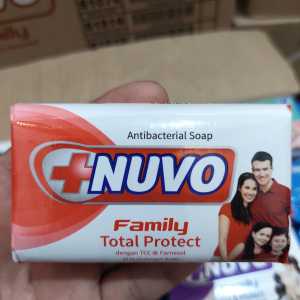 Antibacterial Soap
NUVO
Family
Total Protect
dengan TCC & Farnesol
NUVO